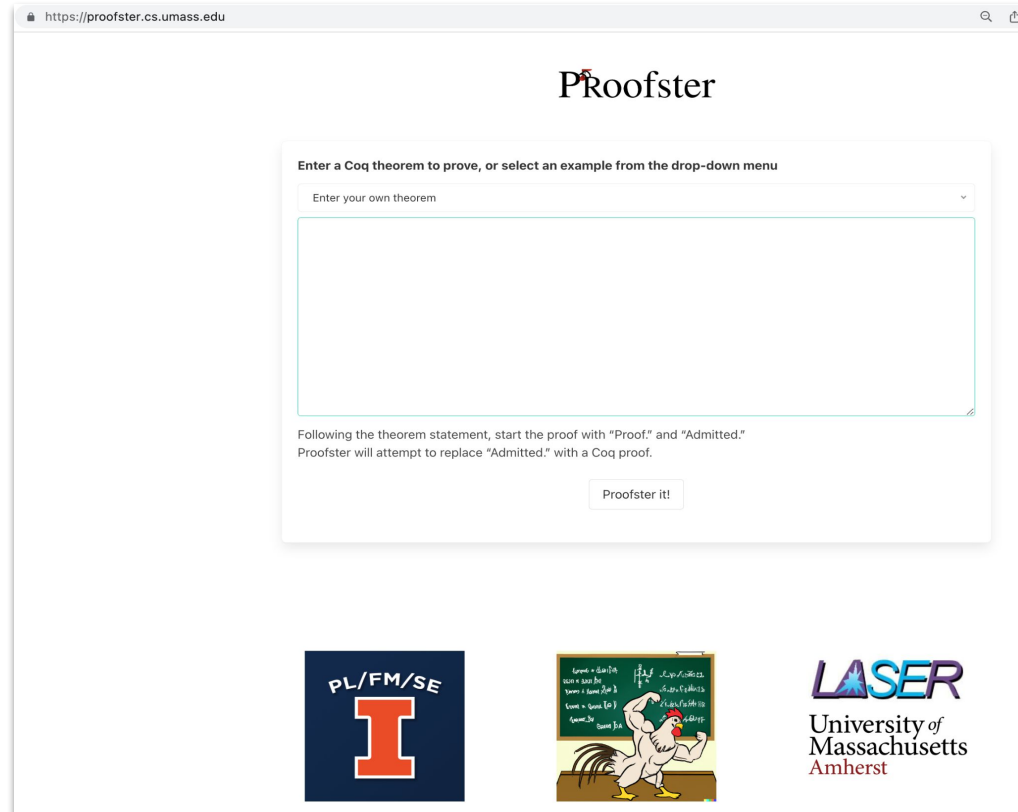 https://proofster.cs.umass.edu
PRoofster
Enter a Coq theorem to prove, or select an example from the drop-down menu
Enter your own theorem
Following the theorem statement, start the proof with “Proof.” and “Admitted.”
Proofster will attempt to replace “Admitted.” with a Coq proof.
Proofster it!
PL/FM/SE
I
LASER
University of
Massachusetts
Amherst